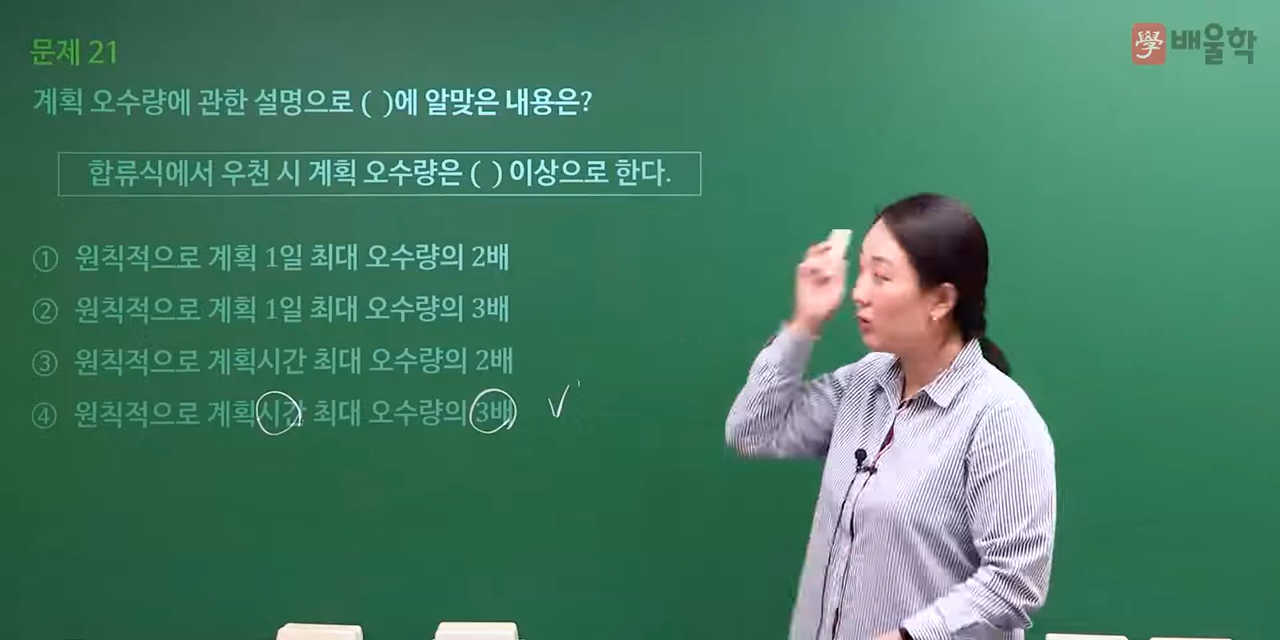 學 배울학
문제 21
계획 오수량에 관한 설명으로 ( )에 알맞은 내용은?
합류식에서 우천 시 계획 오수량은 ( ) 이상으로 한다.
① 원칙적으로 계획 1일 최대 오수량의 2배
② 원칙적으로 계획 1일 최대 오수량의 3배
③ 원칙적으로 계획시간 최대 오수량의 2배
④ 원칙적으로 계획시간 최대 오수량의 3배